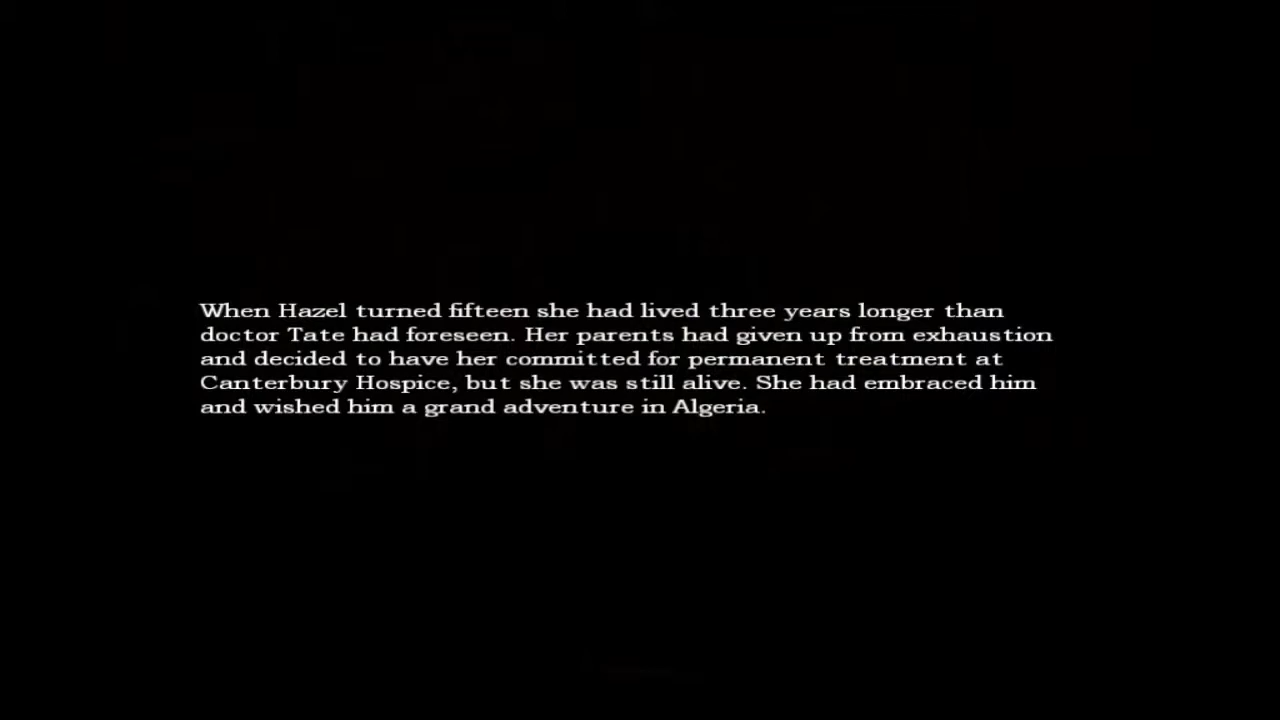 When Hazel turned fifteen she had lived three years longer than
doctor Tate had foreseen. Her parents had given up from exhaustion
and decided to have her committed for permanent treatment at
Canterbury Hospice, but she was still alive. She had embraced him
and wished him a grand adventure in Algeria.